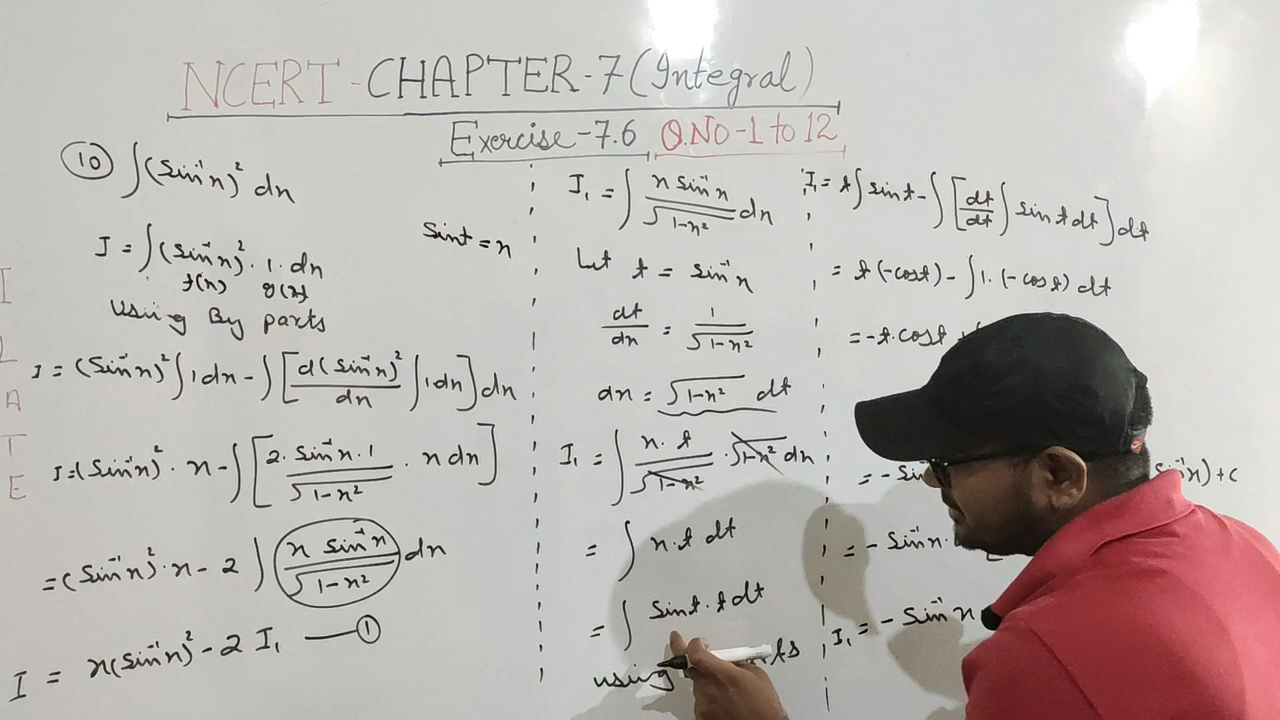 NCERT-CHAPTER-7(Integral)
Exercise-7.6 Q.NO-1 to 12
I
L
A
T
E
(10) ∫(sin⁻¹x)² dx
I = ∫(sin⁻¹x)² . 1 . dx
f(x) g(x)
Using By parts
I = (sin⁻¹x)² ∫1dx - ∫[d(sin⁻¹x)²/dx ∫1dx]dx
I=(sin⁻¹x)² . x - ∫[2. sin⁻¹x . 1/√1-x² . x dx]
=(sin⁻¹x)² . x - 2 ∫ x sin⁻¹x/√1-x² dx
I = x(sin⁻¹x)² - 2 I₁ —— (1)
sint = x
I₁ = ∫ x sin⁻¹x/√1-x² dx
Let t = sin⁻¹x
dt/dx = 1/√1-x²
dx = √1-x² dt
I₁ = ∫ x. t/√1-x² . √1-x² dx
= ∫ x. t dt
= ∫ sint. t dt
using
I₁ = t∫sint - ∫[dt/dt ∫sint dt]dt
= t(-cost) - ∫1. (-cost) dt
= -t. cost
= - sin⁻¹x) + c
= - sin⁻¹x .
I₁ = - sin⁻¹x